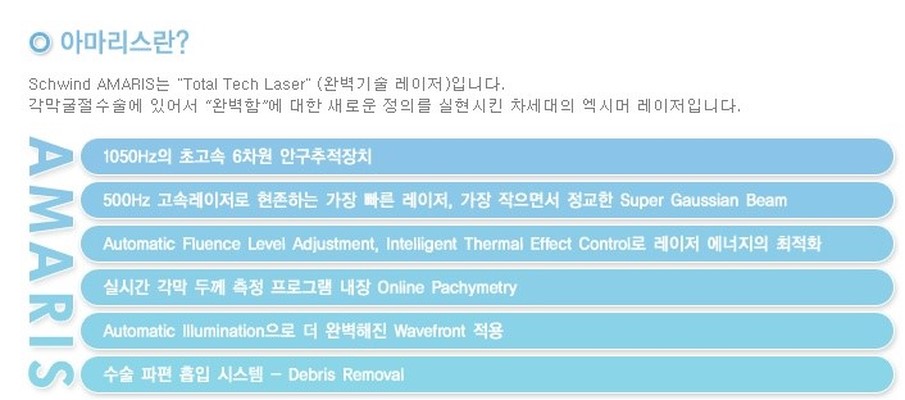 아마리스란?
Schwind AMARIS는 "Total Tech Laser" (완벽기술 레이저)입니다.
각막굴절수술에 있어서 "완벽함"에 대한 새로운 정의를 실현시킨 차세대의 엑시머 레이저입니다.
AMARIS
1050Hz의 초고속 6차원 안구추적장치
500Hz 고속레이저로 현존하는 가장 빠른 레이저, 가장 작으면서 정교한 Super Gaussian Beam
Automatic Fluence Level Adjustment, Intelligent Thermal Effect Control로 레이저 에너지의 최적화
실시간 각막 두께 측정 프로그램 내장 Online Pachymetry
Automatic Illumination으로 더 완벽해진 Wavefront 적용
수술 파편 흡입 시스템 - Debris Removal